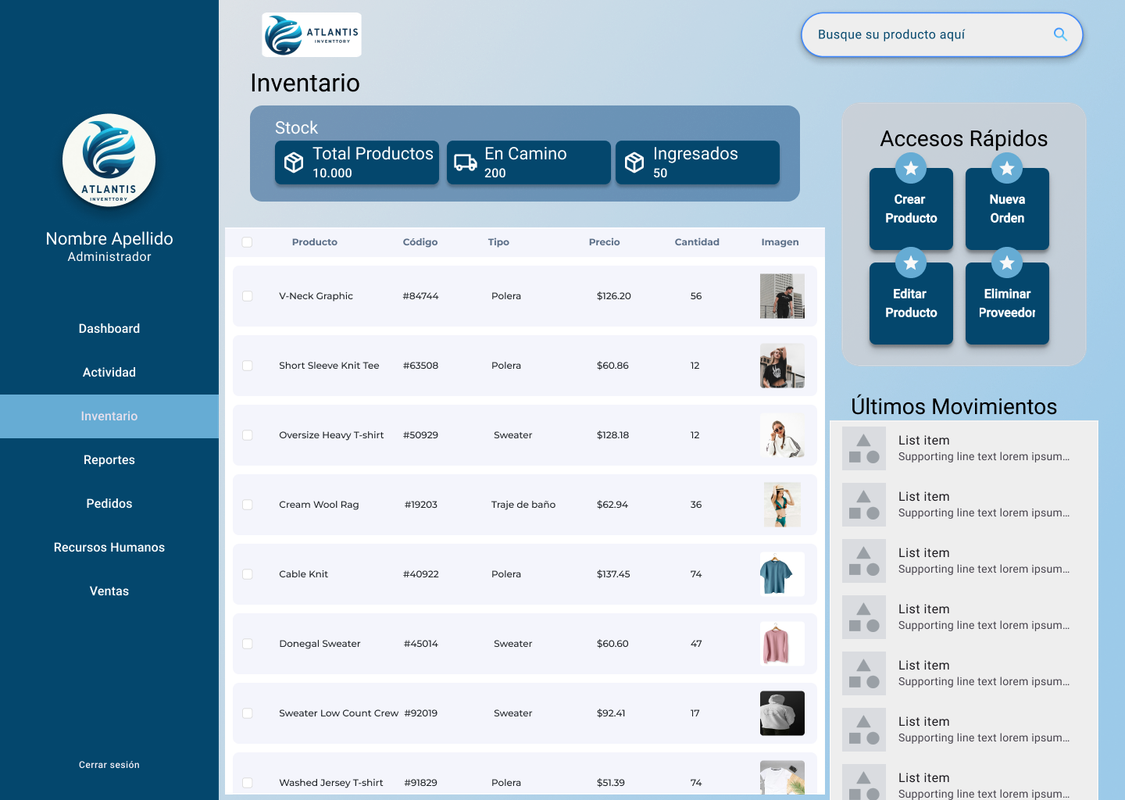 ATLANTIS
INVENTTORY
Nombre Apellido
Administrador
Dashboard
Actividad
Inventario
Reportes
Pedidos
Recursos Humanos
Ventas
Cerrar sesión
ATLANTIS
INVENTTORY
Busque su producto aquí
Inventario
Stock
Total Productos
10.000
En Camino
200
Ingresados
50
Producto Código Tipo Precio Cantidad Imagen
V-Neck Graphic #84744 Polera $126.20 56
Short Sleeve Knit Tee #63508 Polera $60.86 12
Oversize Heavy T-shirt #50929 Sweater $128.18 12
Cream Wool Rag #19203 Traje de baño $62.94 36
Cable Knit #40922 Polera $137.45 74
Donegal Sweater #45014 Sweater $60.60 47
Sweater Low Count Crew #92019 Sweater $92.41 17
Washed Jersey T-shirt #91829 Polera $51.39 74
Accesos Rápidos
Crear
Producto
Nueva
Orden
Editar
Producto
Eliminar
Proveedor
Últimos Movimientos
List item
Supporting line text lorem ipsum...
List item
Supporting line text lorem ipsum...
List item
Supporting line text lorem ipsum...
List item
Supporting line text lorem ipsum...
List item
Supporting line text lorem ipsum...
List item
Supporting line text lorem ipsum...
List item
Supporting line text lorem ipsum...